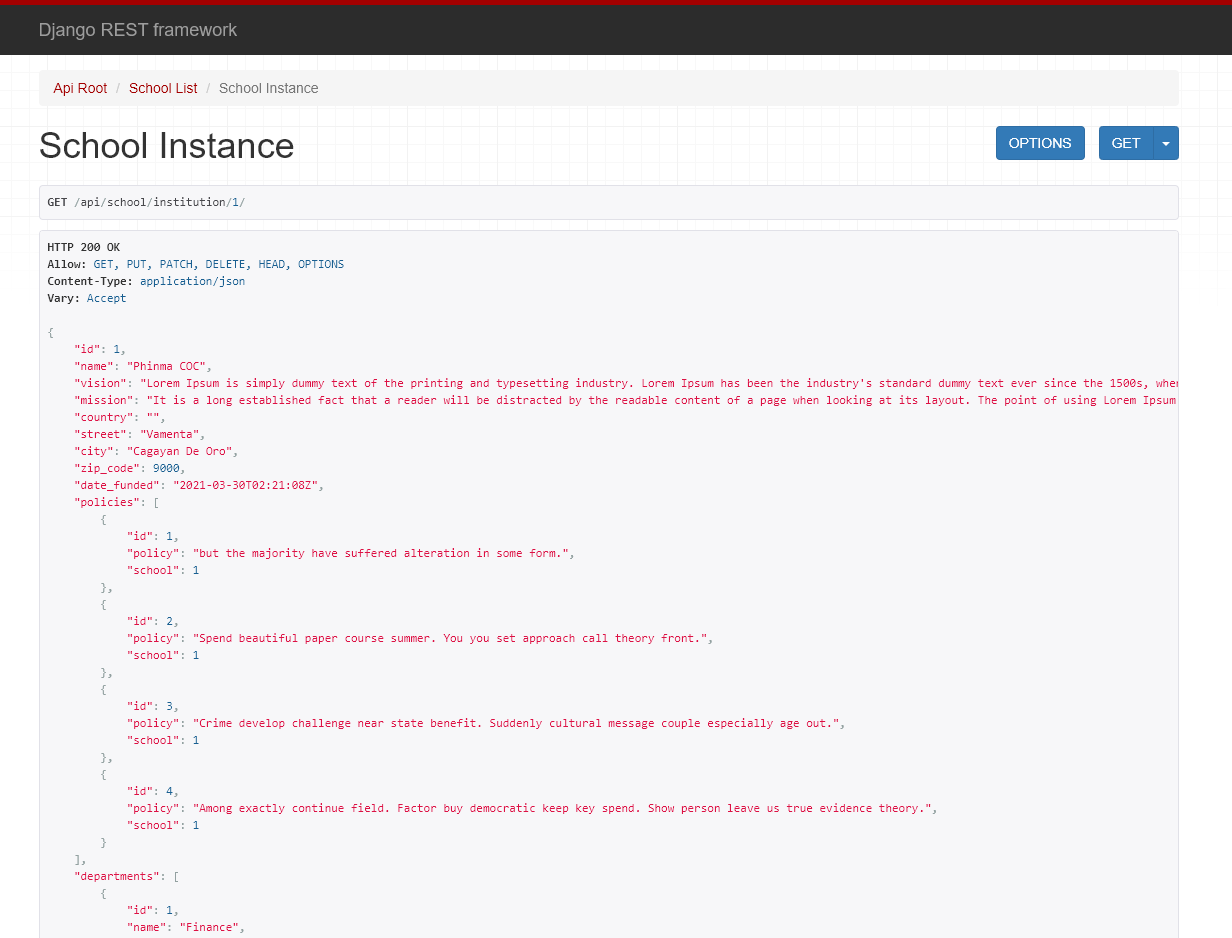 Django REST framework
Api Root / School List / School Instance
School Instance
OPTIONS GET
GET /api/school/institution/1/
HTTP 200 OK
Allow: GET, PUT, PATCH, DELETE, HEAD, OPTIONS
Content-Type: application/json
Vary: Accept
{
    "id": 1,
    "name": "Phinma COC",
    "vision": "Lorem Ipsum is simply dummy text of the printing and typesetting industry. Lorem Ipsum has been the industry's standard dummy text ever since the 1500s, when
    "mission": "It is a long established fact that a reader will be distracted by the readable content of a page when looking at its layout. The point of using Lorem Ipsum
    "country": "",
    "street": "Vamenta",
    "city": "Cagayan De Oro",
    "zip_code": 9000,
    "date_funded": "2021-03-30T02:21:08Z",
    "policies": [
        {
            "id": 1,
            "policy": "but the majority have suffered alteration in some form.",
            "school": 1
        },
        {
            "id": 2,
            "policy": "Spend beautiful paper course summer. You you set approach call theory front.",
            "school": 1
        },
        {
            "id": 3,
            "policy": "Crime develop challenge near state benefit. Suddenly cultural message couple especially age out.",
            "school": 1
        },
        {
            "id": 4,
            "policy": "Among exactly continue field. Factor buy democratic keep key spend. Show person leave us true evidence theory.",
            "school": 1
        }
    ],
    "departments": [
        {
            "id": 1,
            "name": "Finance",